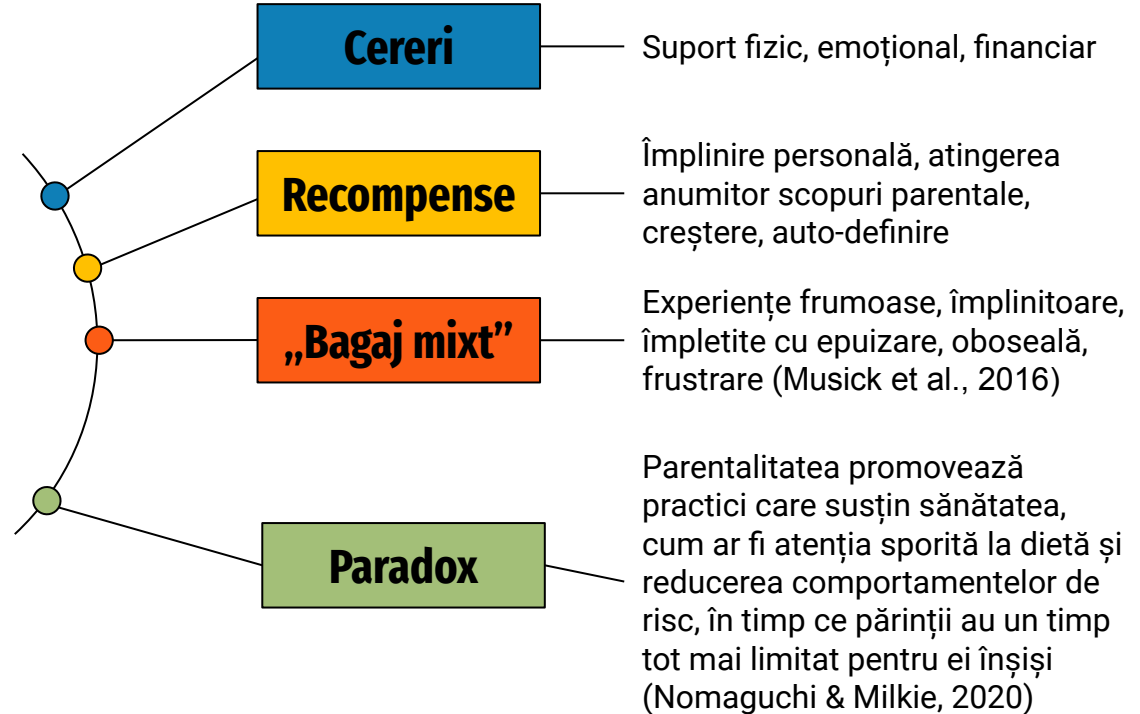 Cereri
Suport fizic, emoțional, financiar
Recompense
Împlinire personală, atingerea
anumitor scopuri parentale,
creștere, auto-definire
„Bagaj mixt”
Experiențe frumoase, împlinitoare,
împletite cu epuizare, oboseală,
frustrare (Musick et al., 2016)
Paradox
Parentalitatea promovează
practici care susțin sănătatea,
cum ar fi atenția sporită la dietă și
reducerea comportamentelor de
risc, în timp ce părinții au un timp
tot mai limitat pentru ei înșiși
(Nomaguchi & Milkie, 2020)